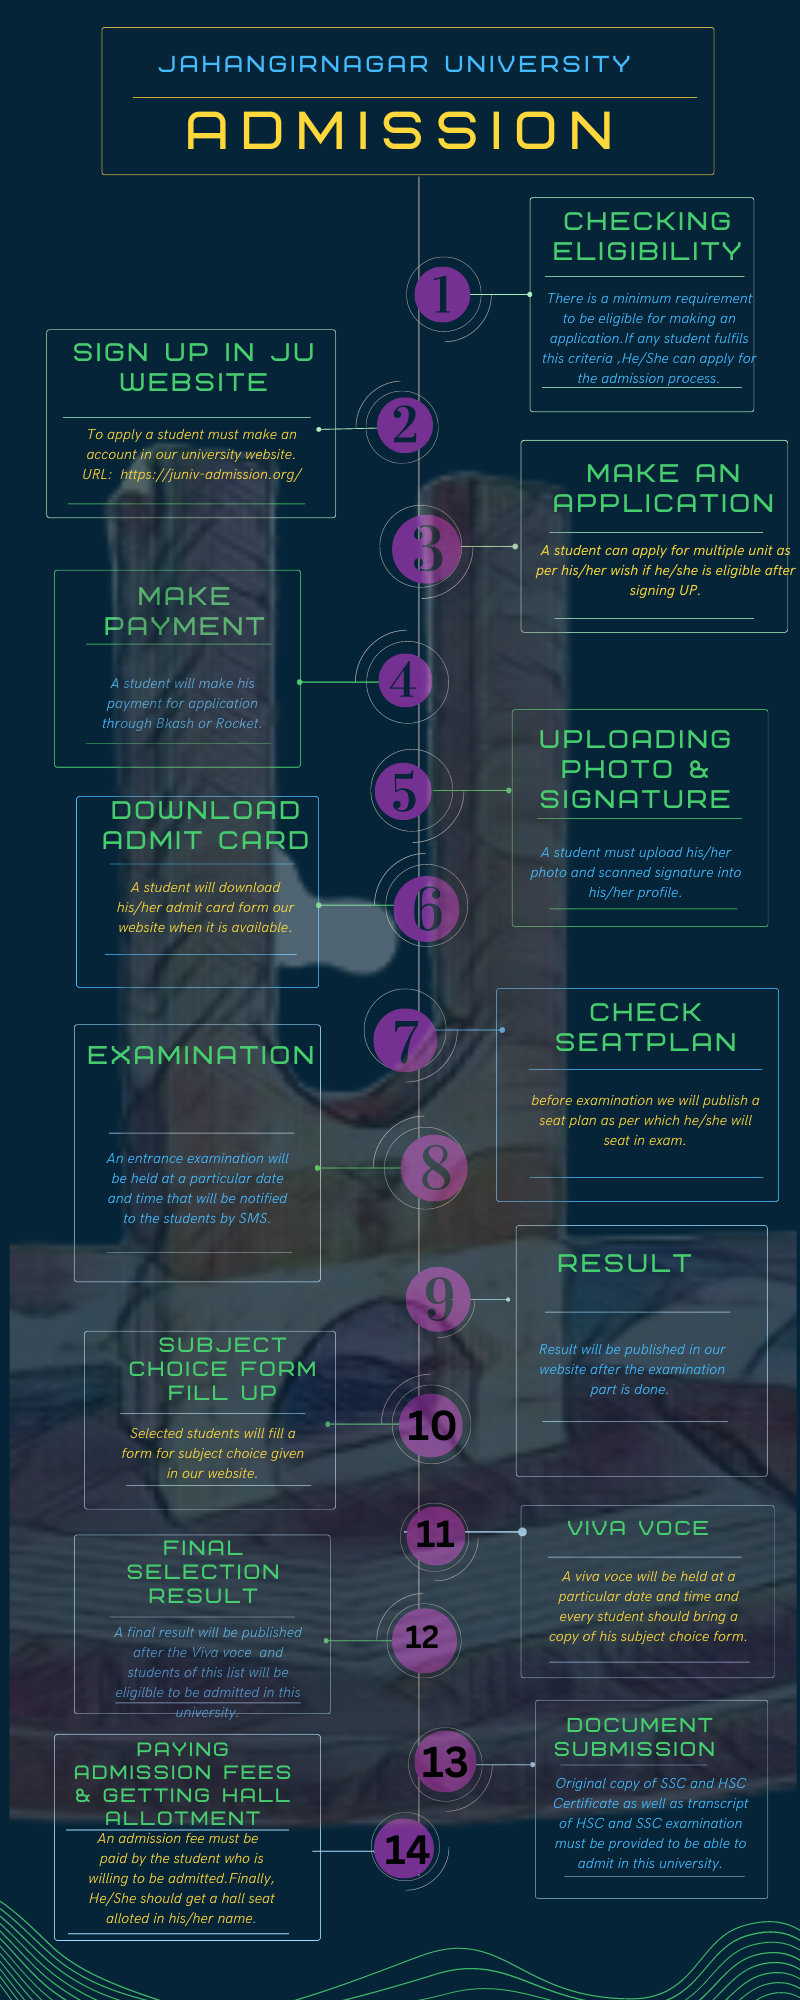 JAHANGIRNAGAR UNIVERSITY
ADMISSION
1
CHECKING
ELIGIBILITY
There is a minimum requirement
to be eligible for making an
application.If any student fulfils
this criteria ,He/She can apply for
the admission process.
2
SIGN UP IN JU
WEBSITE
To apply a student must make an
account in our university website.
URL: https://juniv-admission.org/
3
MAKE AN
APPLICATION
A student can apply for multiple unit as
per his/her wish if he/she is eligible after
signing UP.
4
MAKE
PAYMENT
A student will make his
payment for application
through Bkash or Rocket.
5
UPLOADING
PHOTO &
SIGNATURE
A student must upload his/her
photo and scanned signature into
his/her profile.
6
DOWNLOAD
ADMIT CARD
A student will download
his/her admit card form our
website when it is available.
7
CHECK
SEATPLAN
before examination we will publish a
seat plan as per which he/she will
seat in exam.
8
EXAMINATION
An entrance examination will
be held at a particular date
and time that will be notified
to the students by SMS.
9
RESULT
Result will be published in our
website after the examination
part is done.
10
SUBJECT
CHOICE FORM
FILL UP
Selected students will fill a
form for subject choice given
in our website.
11
VIVA VOCE
A viva voce will be held at a
particular date and time and
every student should bring a
copy of his subject choice form.
12
FINAL
SELECTION
RESULT
A final result will be published
after the Viva voce and
students of this list will be
eligilble to be admitted in this
university.
13
DOCUMENT
SUBMISSION
Original copy of SSC and HSC
Certificate as well as transcript
of HSC and SSC examination
must be provided to be able to
admit in this university.
14
PAYING
ADMISSION FEES
& GETTING HALL
ALLOTMENT
An admission fee must be
paid by the student who is
willing to be admitted.Finally,
He/She should get a hall seat
alloted in his/her name.